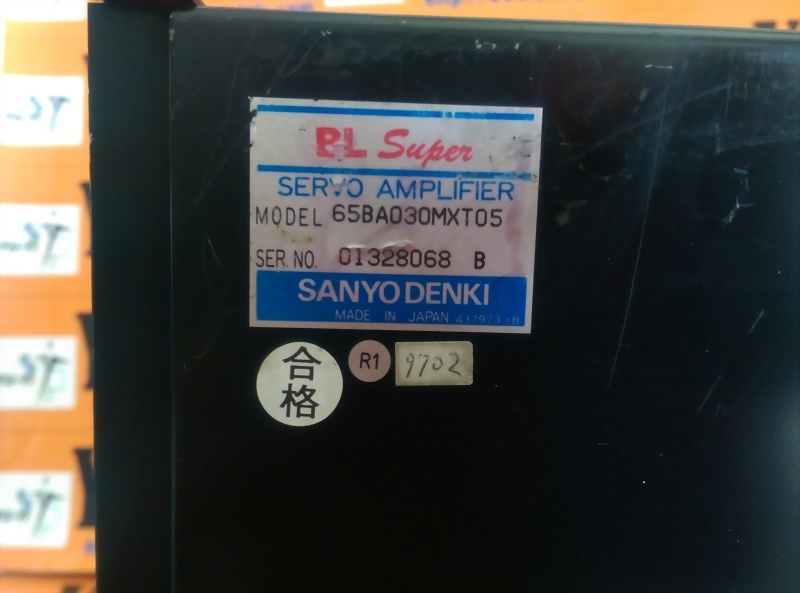 BL Super
SERVO AMPLIFIER
MODEL 65BA030MXT05
SER. NO. 01328068 B
SANYO DENKI
MADE IN JAPAN
合格
R1
9702